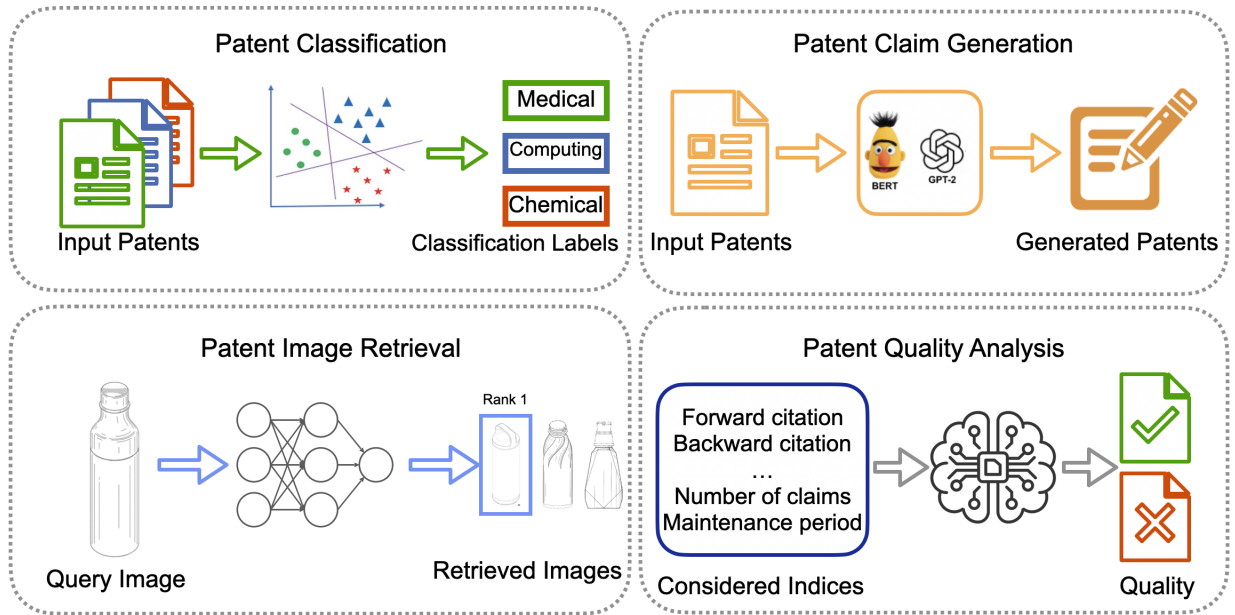 Patent Classification
Medical
Computing
Chemical
Input Patents
Classification Labels
Patent Claim Generation
BERT
GPT-2
Input Patents
Generated Patents
Patent Image Retrieval
Rank 1
Query Image
Retrieved Images
Patent Quality Analysis
Forward citation
Backward citation
...
Number of claims
Maintenance period
Considered Indices
Quality